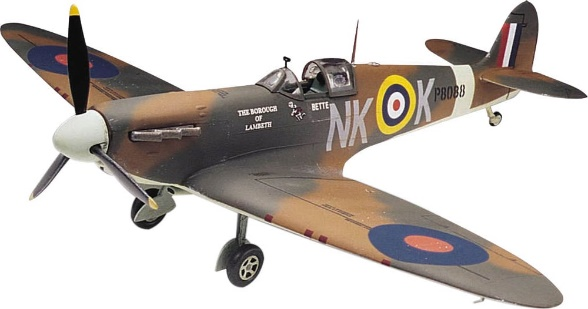 THE BOROUGH
OF
LAMBETH
BETTE
NK K
P8088